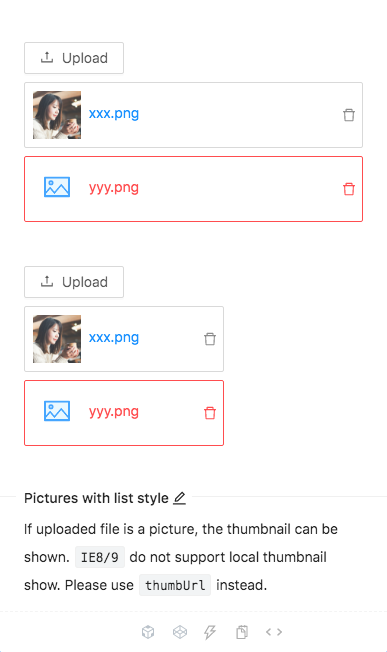 Upload
xxx.png
yyy.png
Upload
xxx.png
yyy.png
Pictures with list style
If uploaded file is a picture, the thumbnail can be
shown. IE8/9 do not support local thumbnail
show. Please use thumbUrl instead.